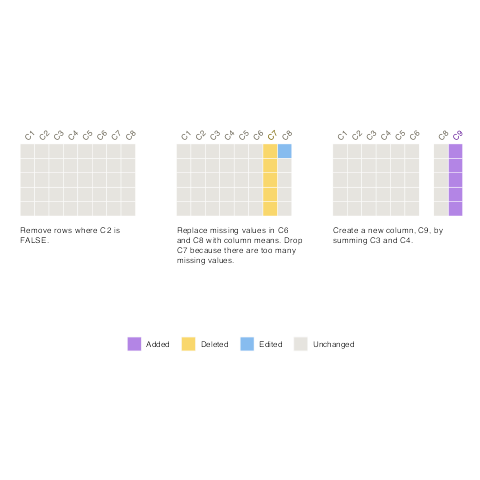 C1 C2 C3 C4 C5 C6 C7 C8
C1 C2 C3 C4 C5 C6 C7 C8
C1 C2 C3 C4 C5 C6 C8 C9
Remove rows where C2 is
FALSE.
Replace missing values in C6
and C8 with column means. Drop
C7 because there are too many
missing values.
Create a new column, C9, by
summing C3 and C4.
Added Deleted Edited Unchanged